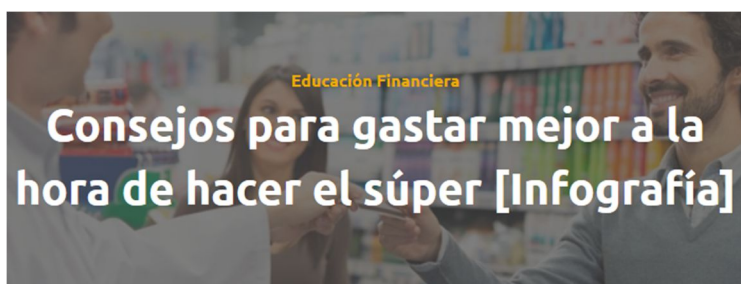 Educación Financiera
Consejos para gastar mejor a la
hora de hacer el súper [Infografía]